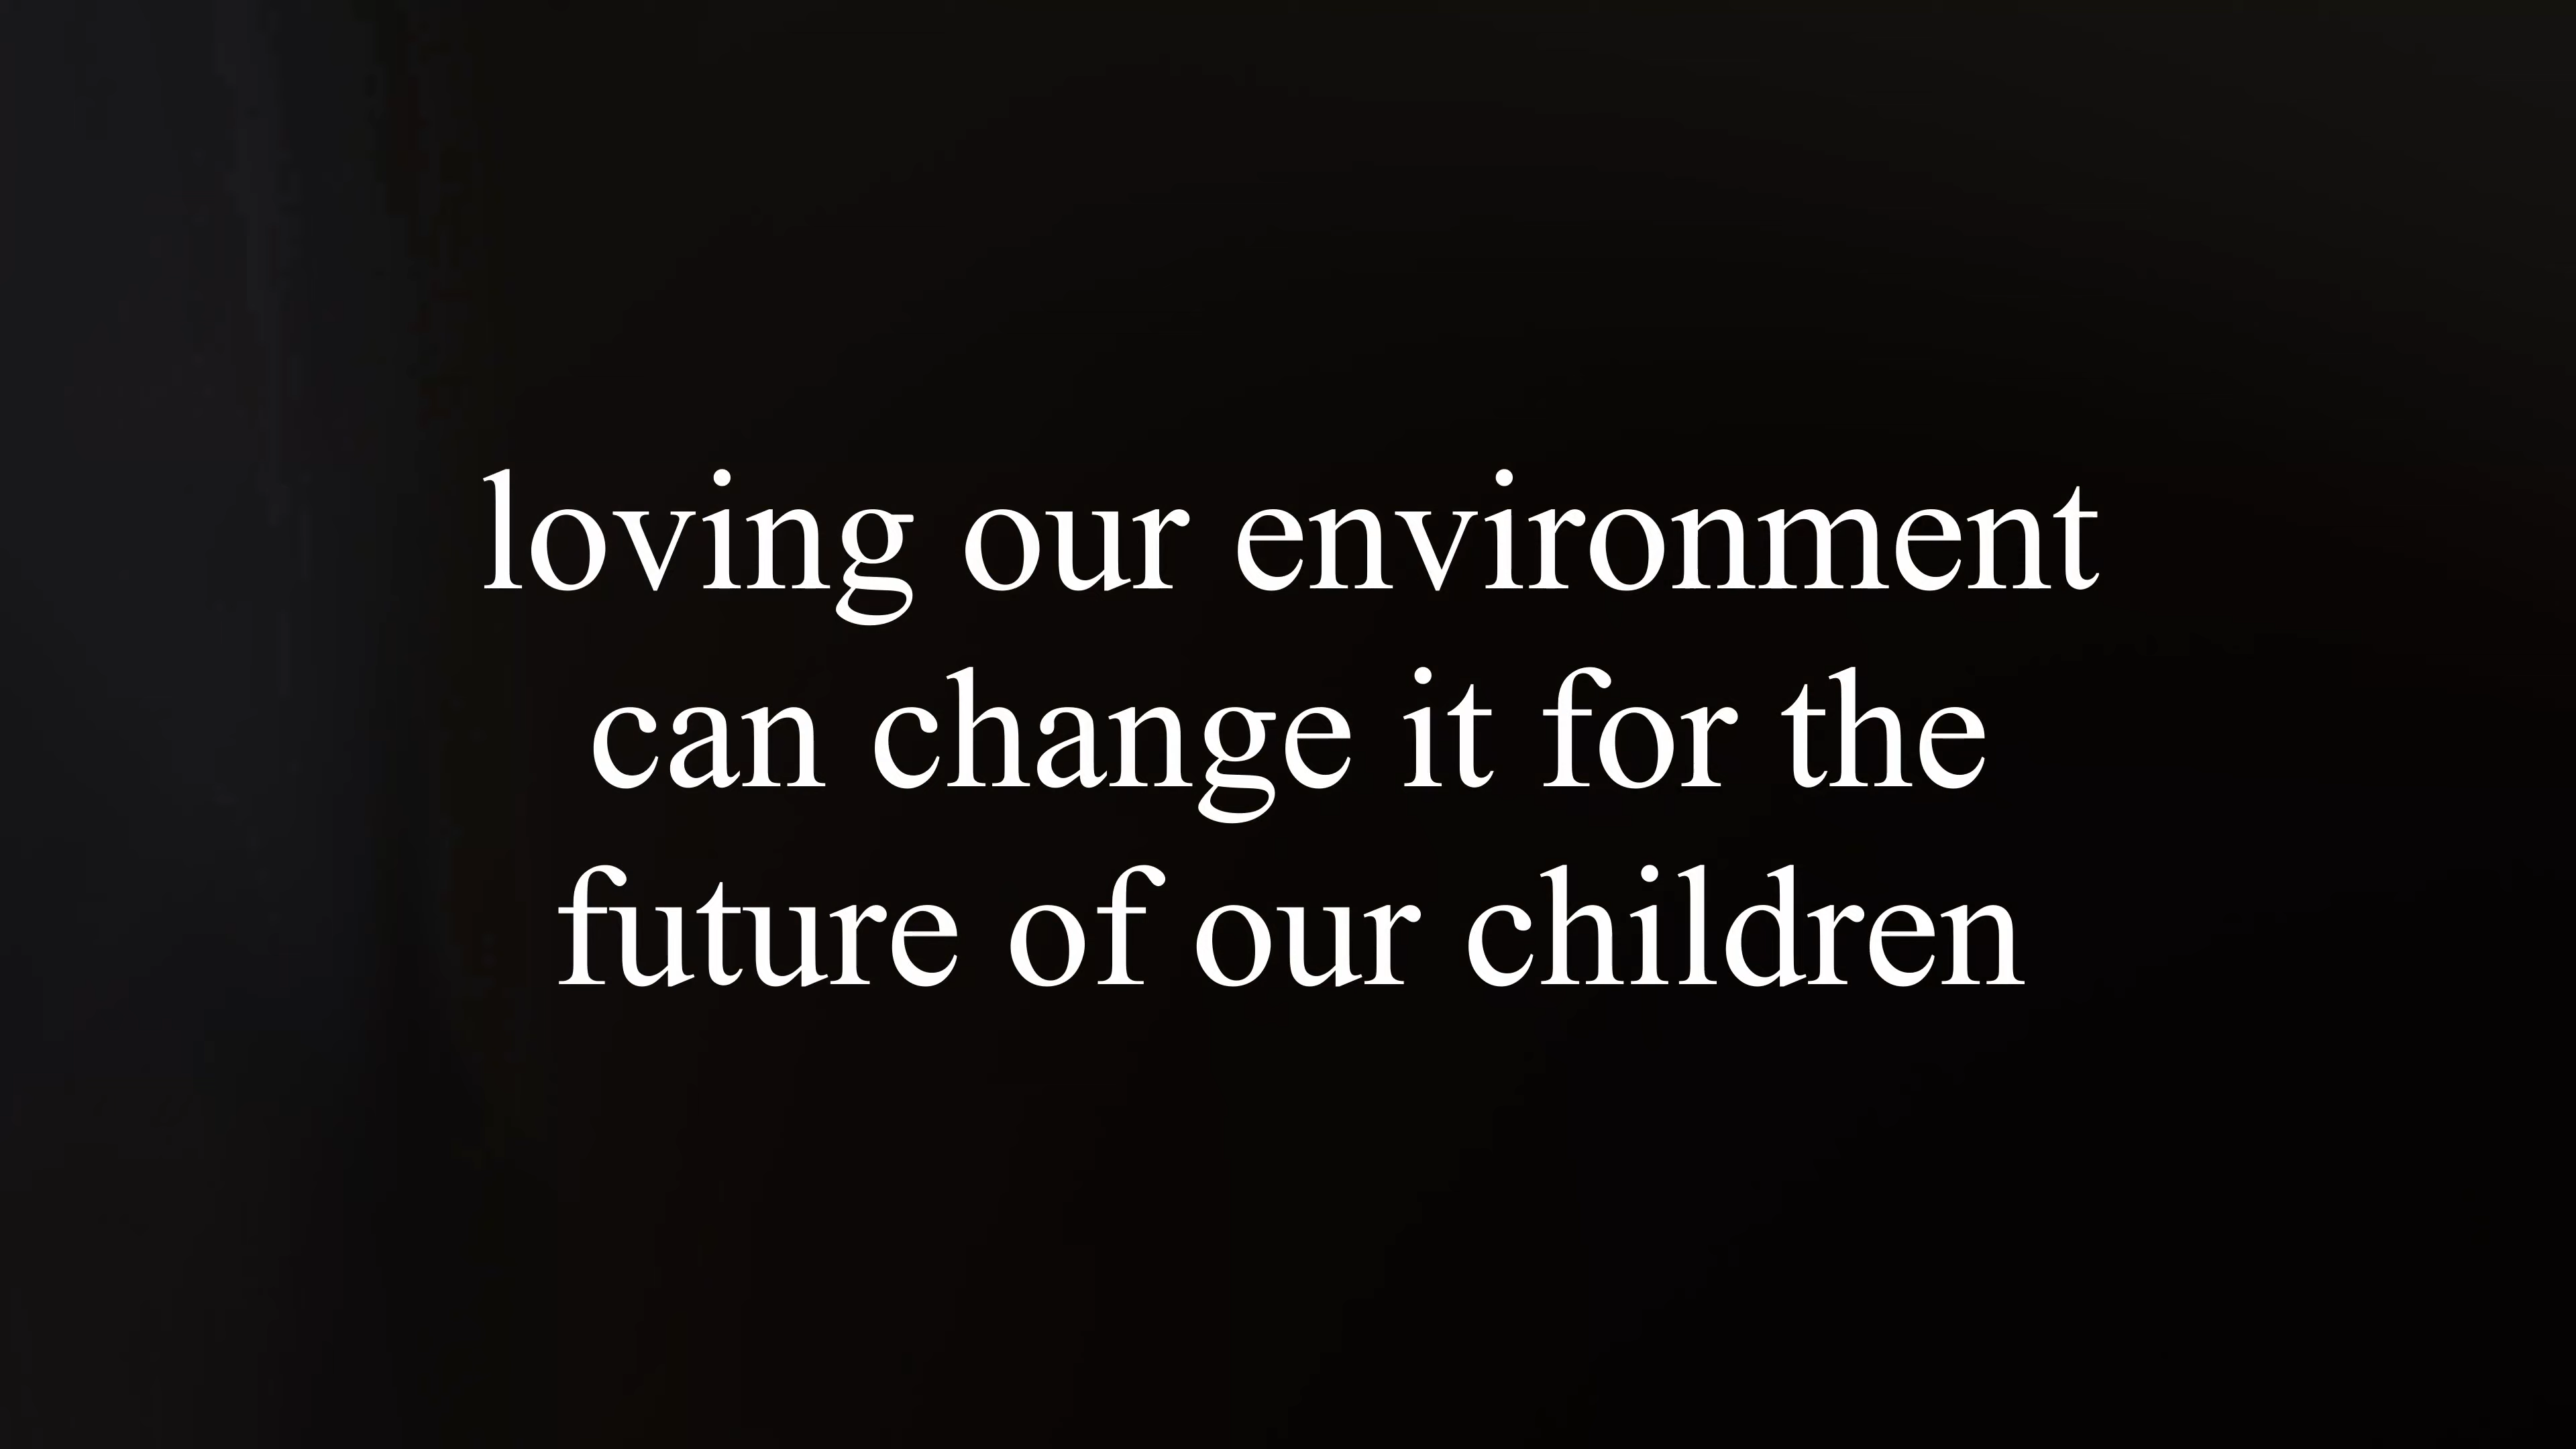 loving our environment
can change it for the
future of our children